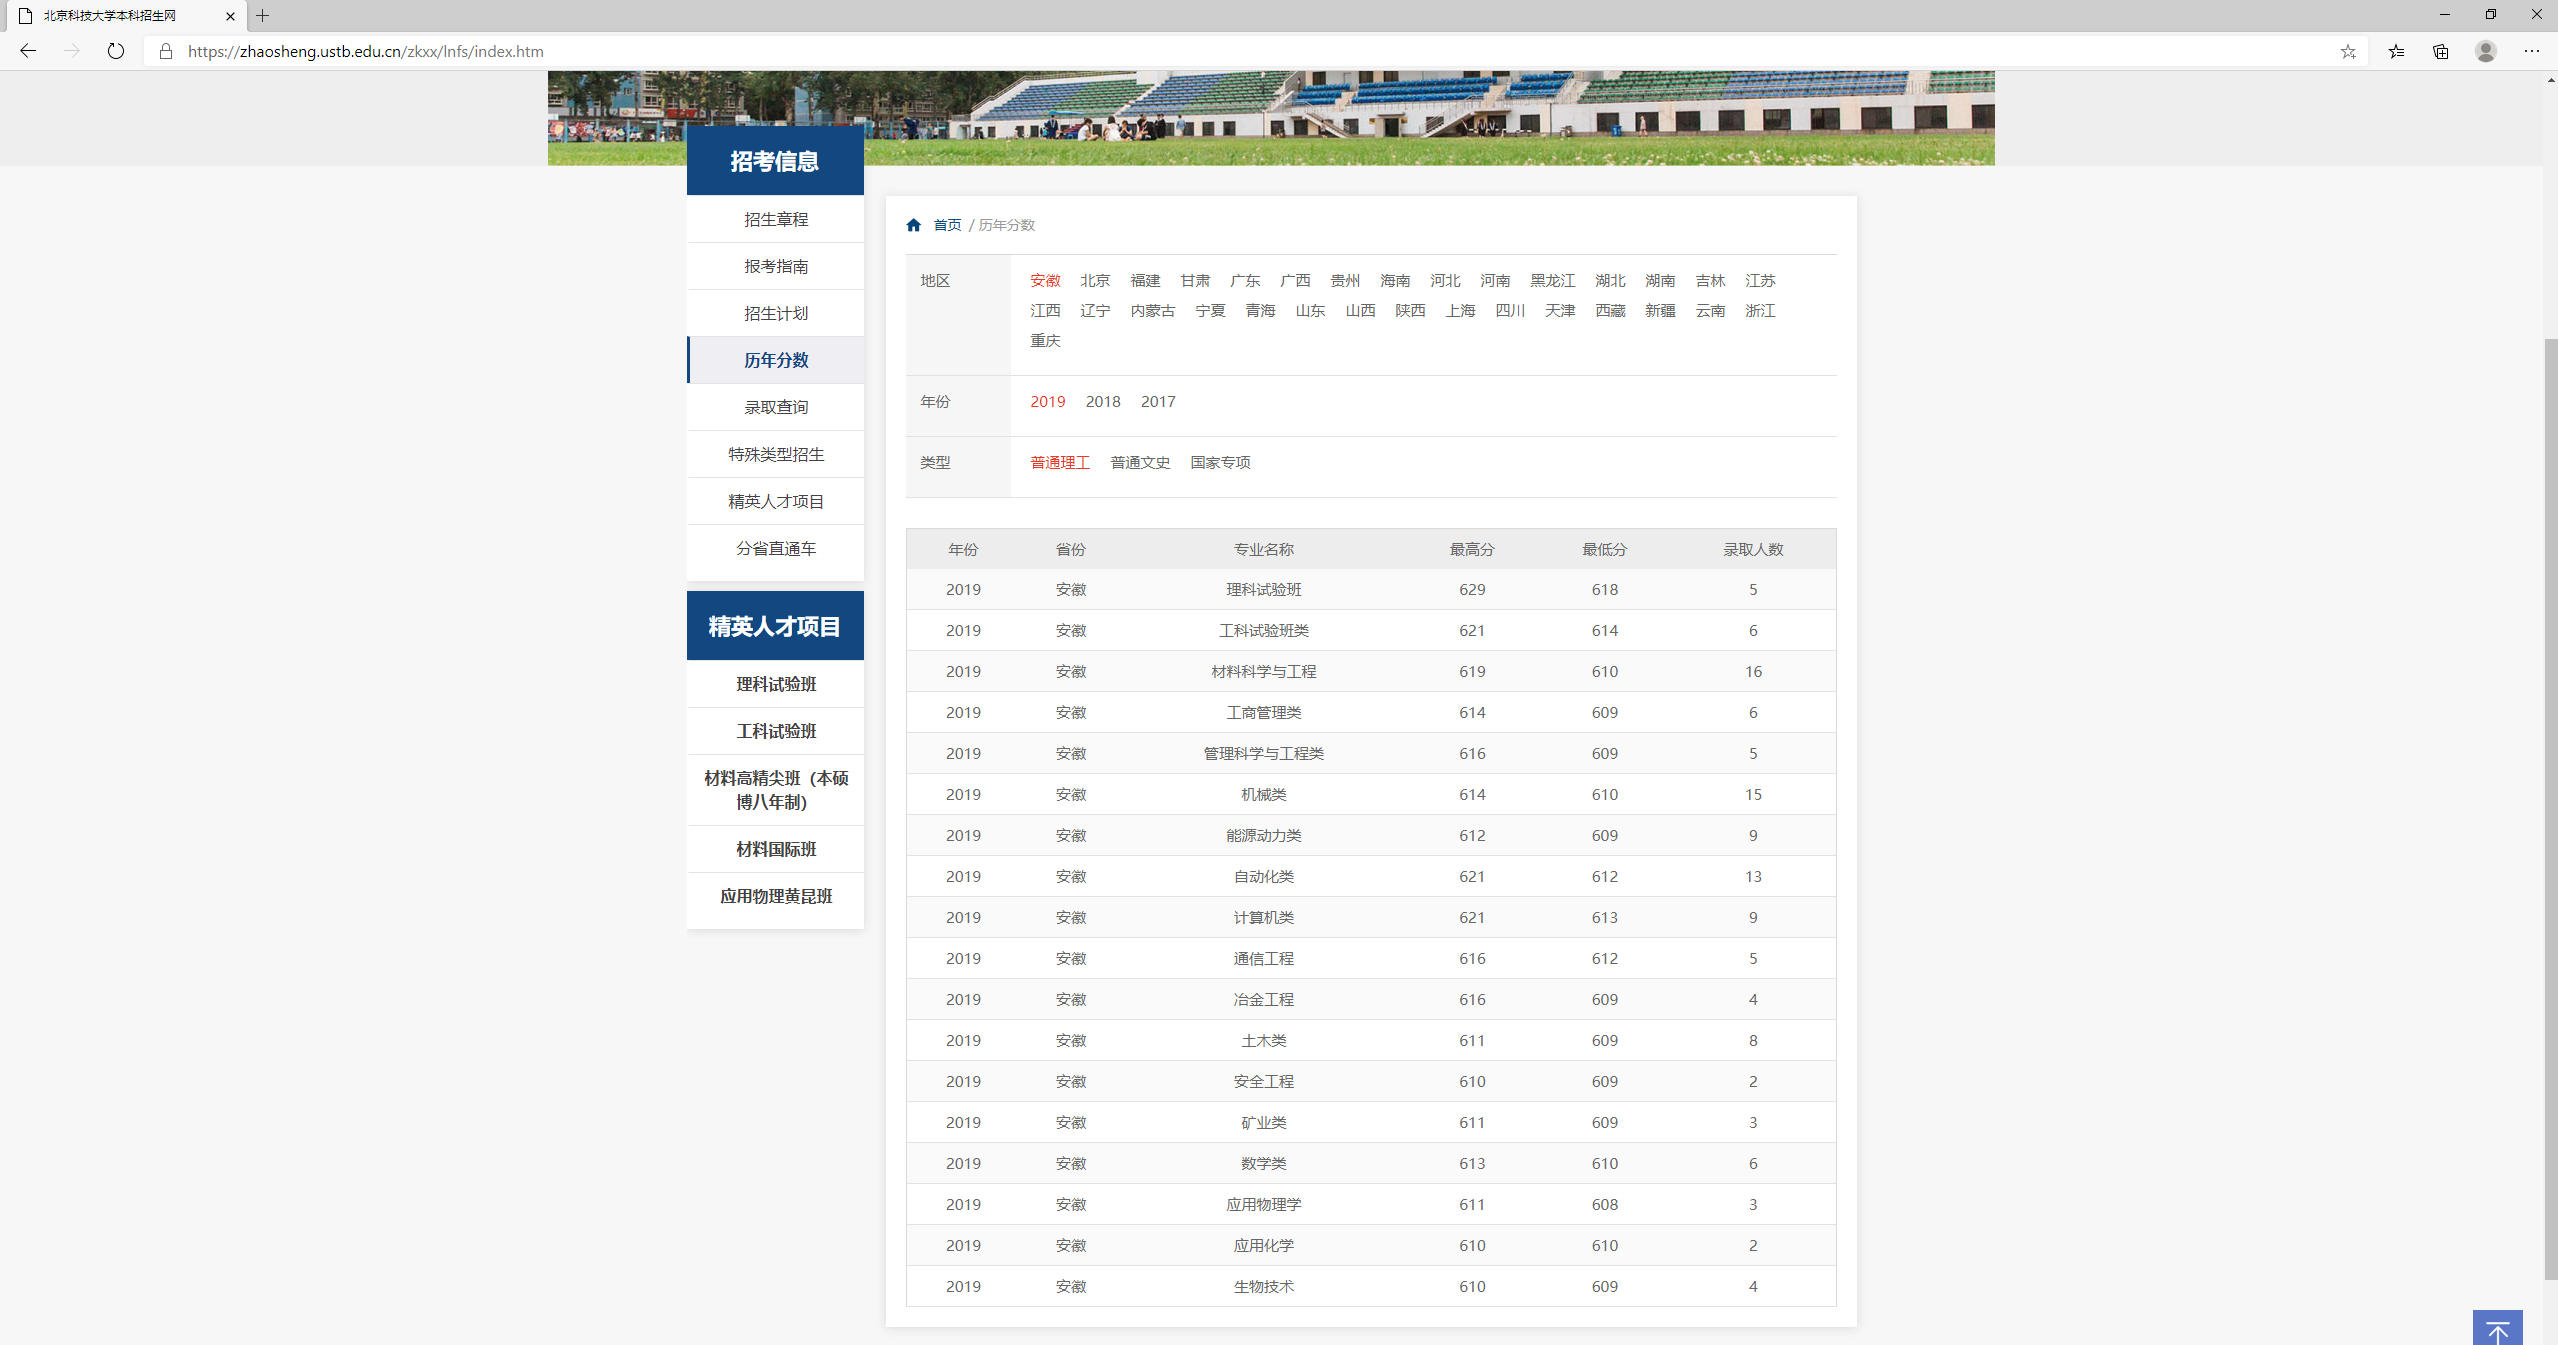 北京科技大学本科招生网
https://zhaosheng.ustb.edu.cn/zkxx/lnfs/index.htm
招考信息
招生章程
报考指南
招生计划
历年分数
录取查询
特殊类型招生
精英人才项目
分省直通车
精英人才项目
理科试验班
工科试验班
材料高精尖班（本硕
博八年制）
材料国际班
应用物理黄昆班
首页 / 历年分数
地区 安徽 北京 福建 甘肃 广东 广西 贵州 海南 河北 河南 黑龙江 湖北 湖南 吉林 江苏
江西 辽宁 内蒙古 宁夏 青海 山东 山西 陕西 上海 四川 天津 西藏 新疆 云南 浙江
重庆
年份 2019 2018 2017
类型 普通理工 普通文史 国家专项
年份 省份 专业名称 最高分 最低分 录取人数
2019 安徽 理科试验班 629 618 5
2019 安徽 工科试验班类 621 614 6
2019 安徽 材料科学与工程 619 610 16
2019 安徽 工商管理类 614 609 6
2019 安徽 管理科学与工程类 616 609 5
2019 安徽 机械类 614 610 15
2019 安徽 能源动力类 612 609 9
2019 安徽 自动化类 621 612 13
2019 安徽 计算机类 621 613 9
2019 安徽 通信工程 616 612 5
2019 安徽 冶金工程 616 609 4
2019 安徽 土木类 611 609 8
2019 安徽 安全工程 610 609 2
2019 安徽 矿业类 611 609 3
2019 安徽 数学类 613 610 6
2019 安徽 应用物理学 611 608 3
2019 安徽 应用化学 610 610 2
2019 安徽 生物技术 610 609 4